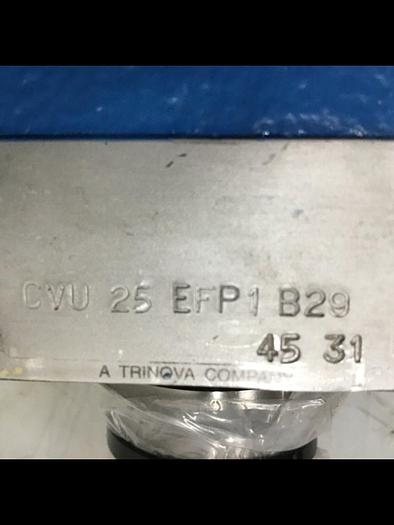 CVU 25 EFP1 B29
45 31
A TRINOVA COMPANY